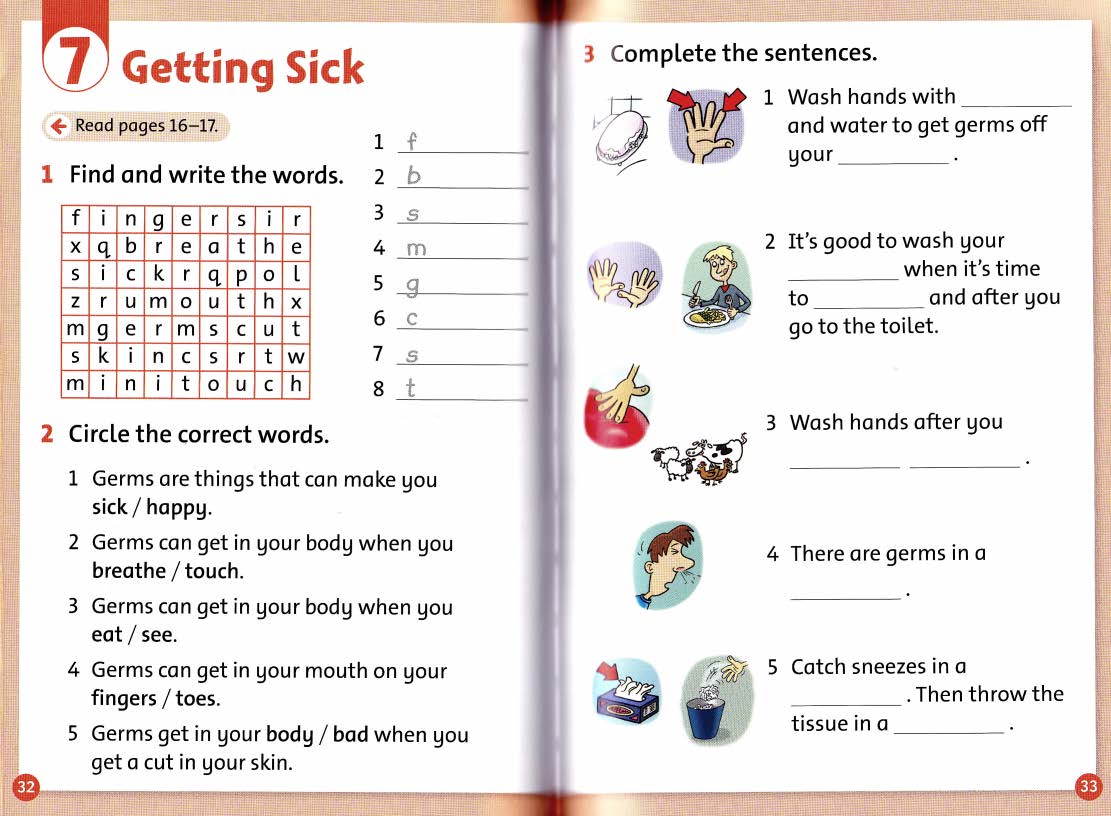 7 Getting Sick
← Read pages 16–17.
1 Find and write the words.
f i n g e r s i r
x q b r e a t h e
s i c k r q p o l
z r u m o u t h x
m g e r m s c u t
s k i n c s r t w
m i n i t o u c h
1 f
2 b
3 s
4 m
5 g
6 c
7 s
8 t
2 Circle the correct words.
1 Germs are things that can make you
sick / happy.
2 Germs can get in your body when you
breathe / touch.
3 Germs can get in your body when you
eat / see.
4 Germs can get in your mouth on your
fingers / toes.
5 Germs get in your body / bad when you
get a cut in your skin.
32
3 Complete the sentences.
1 Wash hands with __________
and water to get germs off
your __________ .
2 It's good to wash your
__________ when it's time
to __________ and after you
go to the toilet.
3 Wash hands after you
__________ __________ .
4 There are germs in a
__________ .
5 Catch sneezes in a
__________ . Then throw the
tissue in a __________ .
33